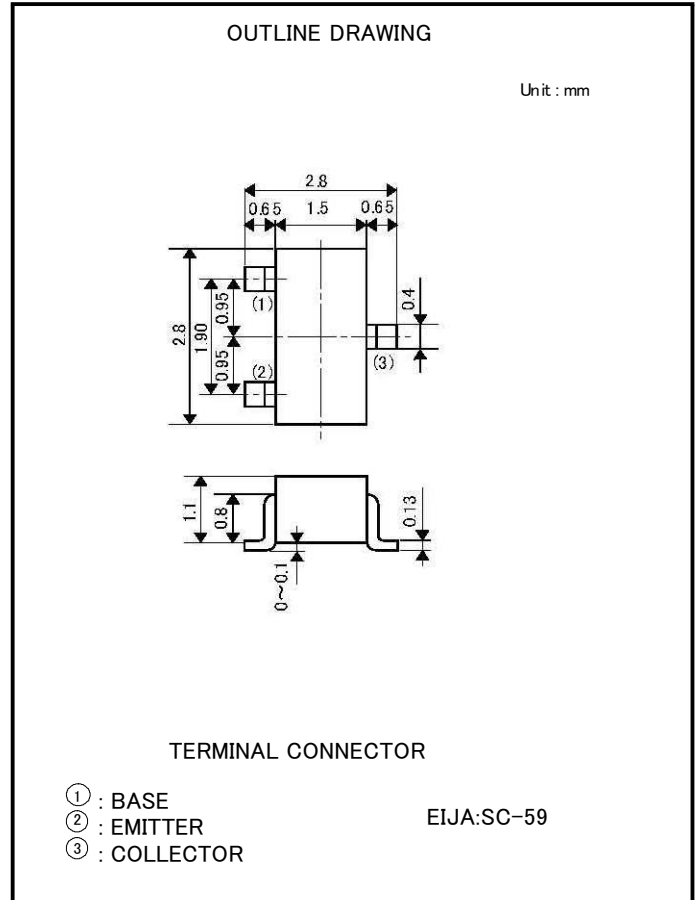 OUTLINE DRAWING
Unit : mm
2.8
0.65 1.5 0.65
(1)
0.95
0.4
2.8
1.90
0.95
(2)
(3)
1.1
0.8
0.13
0~0.1
TERMINAL CONNECTOR
① : BASE
② : EMITTER
EIJA:SC-59
③ : COLLECTOR